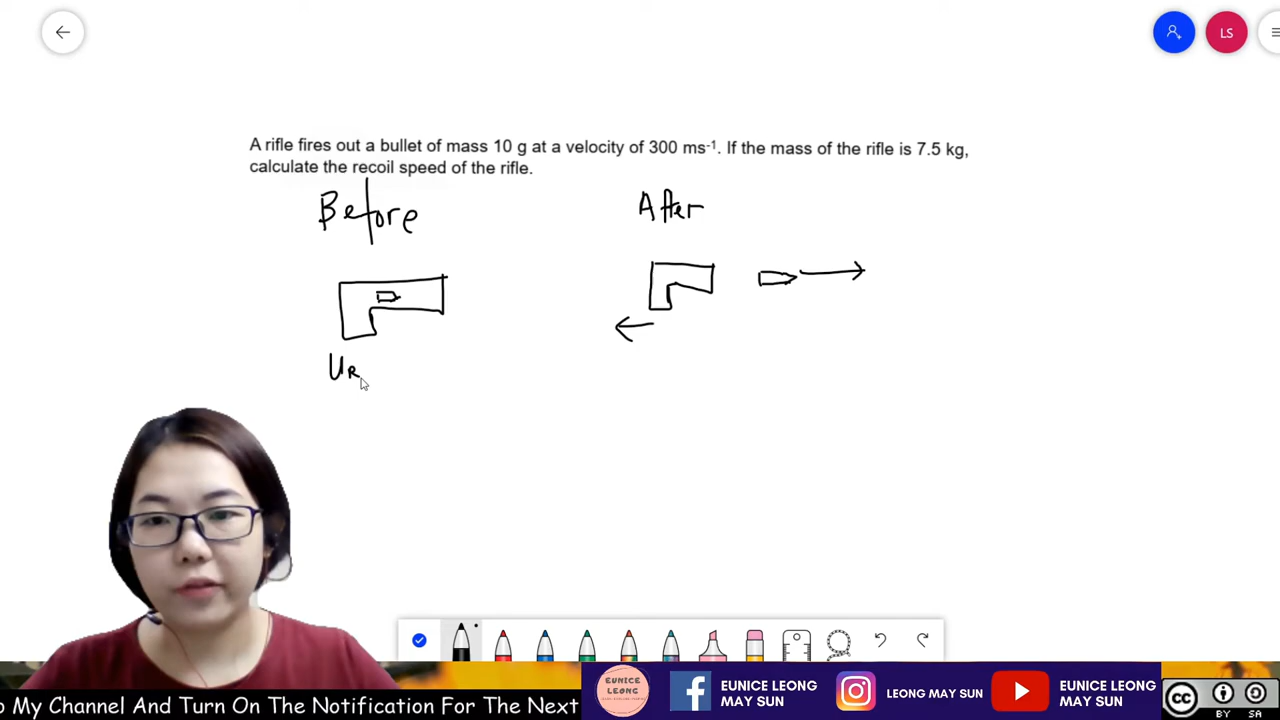 LS
A rifle fires out a bullet of mass 10 g at a velocity of 300 ms⁻¹. If the mass of the rifle is 7.5 kg,
calculate the recoil speed of the rifle.
Before
After
UR
EUNICE LEONG
EUNICE LEONG
MAY SUN
LEONG MAY SUN
EUNICE LEONG
MAY SUN
cc
BY SA
o My Channel And Turn On The Notification For The Next